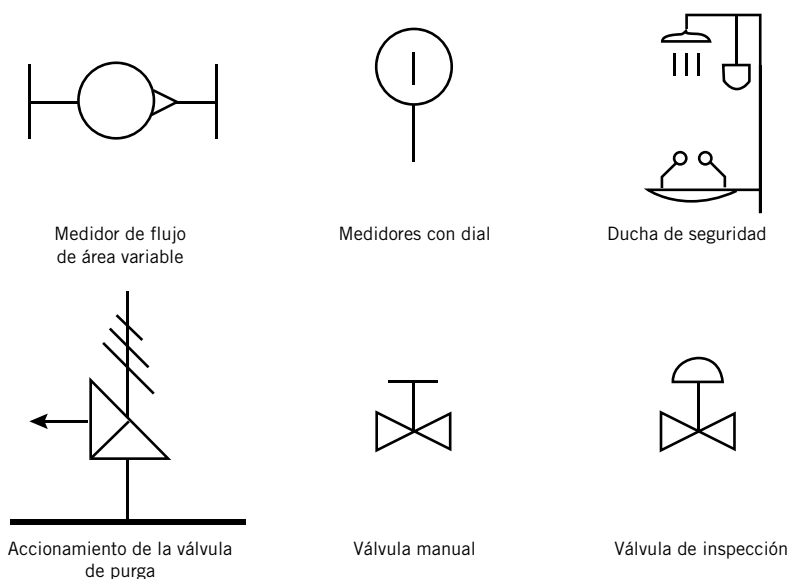 Medidor de flujo
de área variable
Medidores con dial
Ducha de seguridad
Accionamiento de la válvula
de purga
Válvula manual
Válvula de inspección